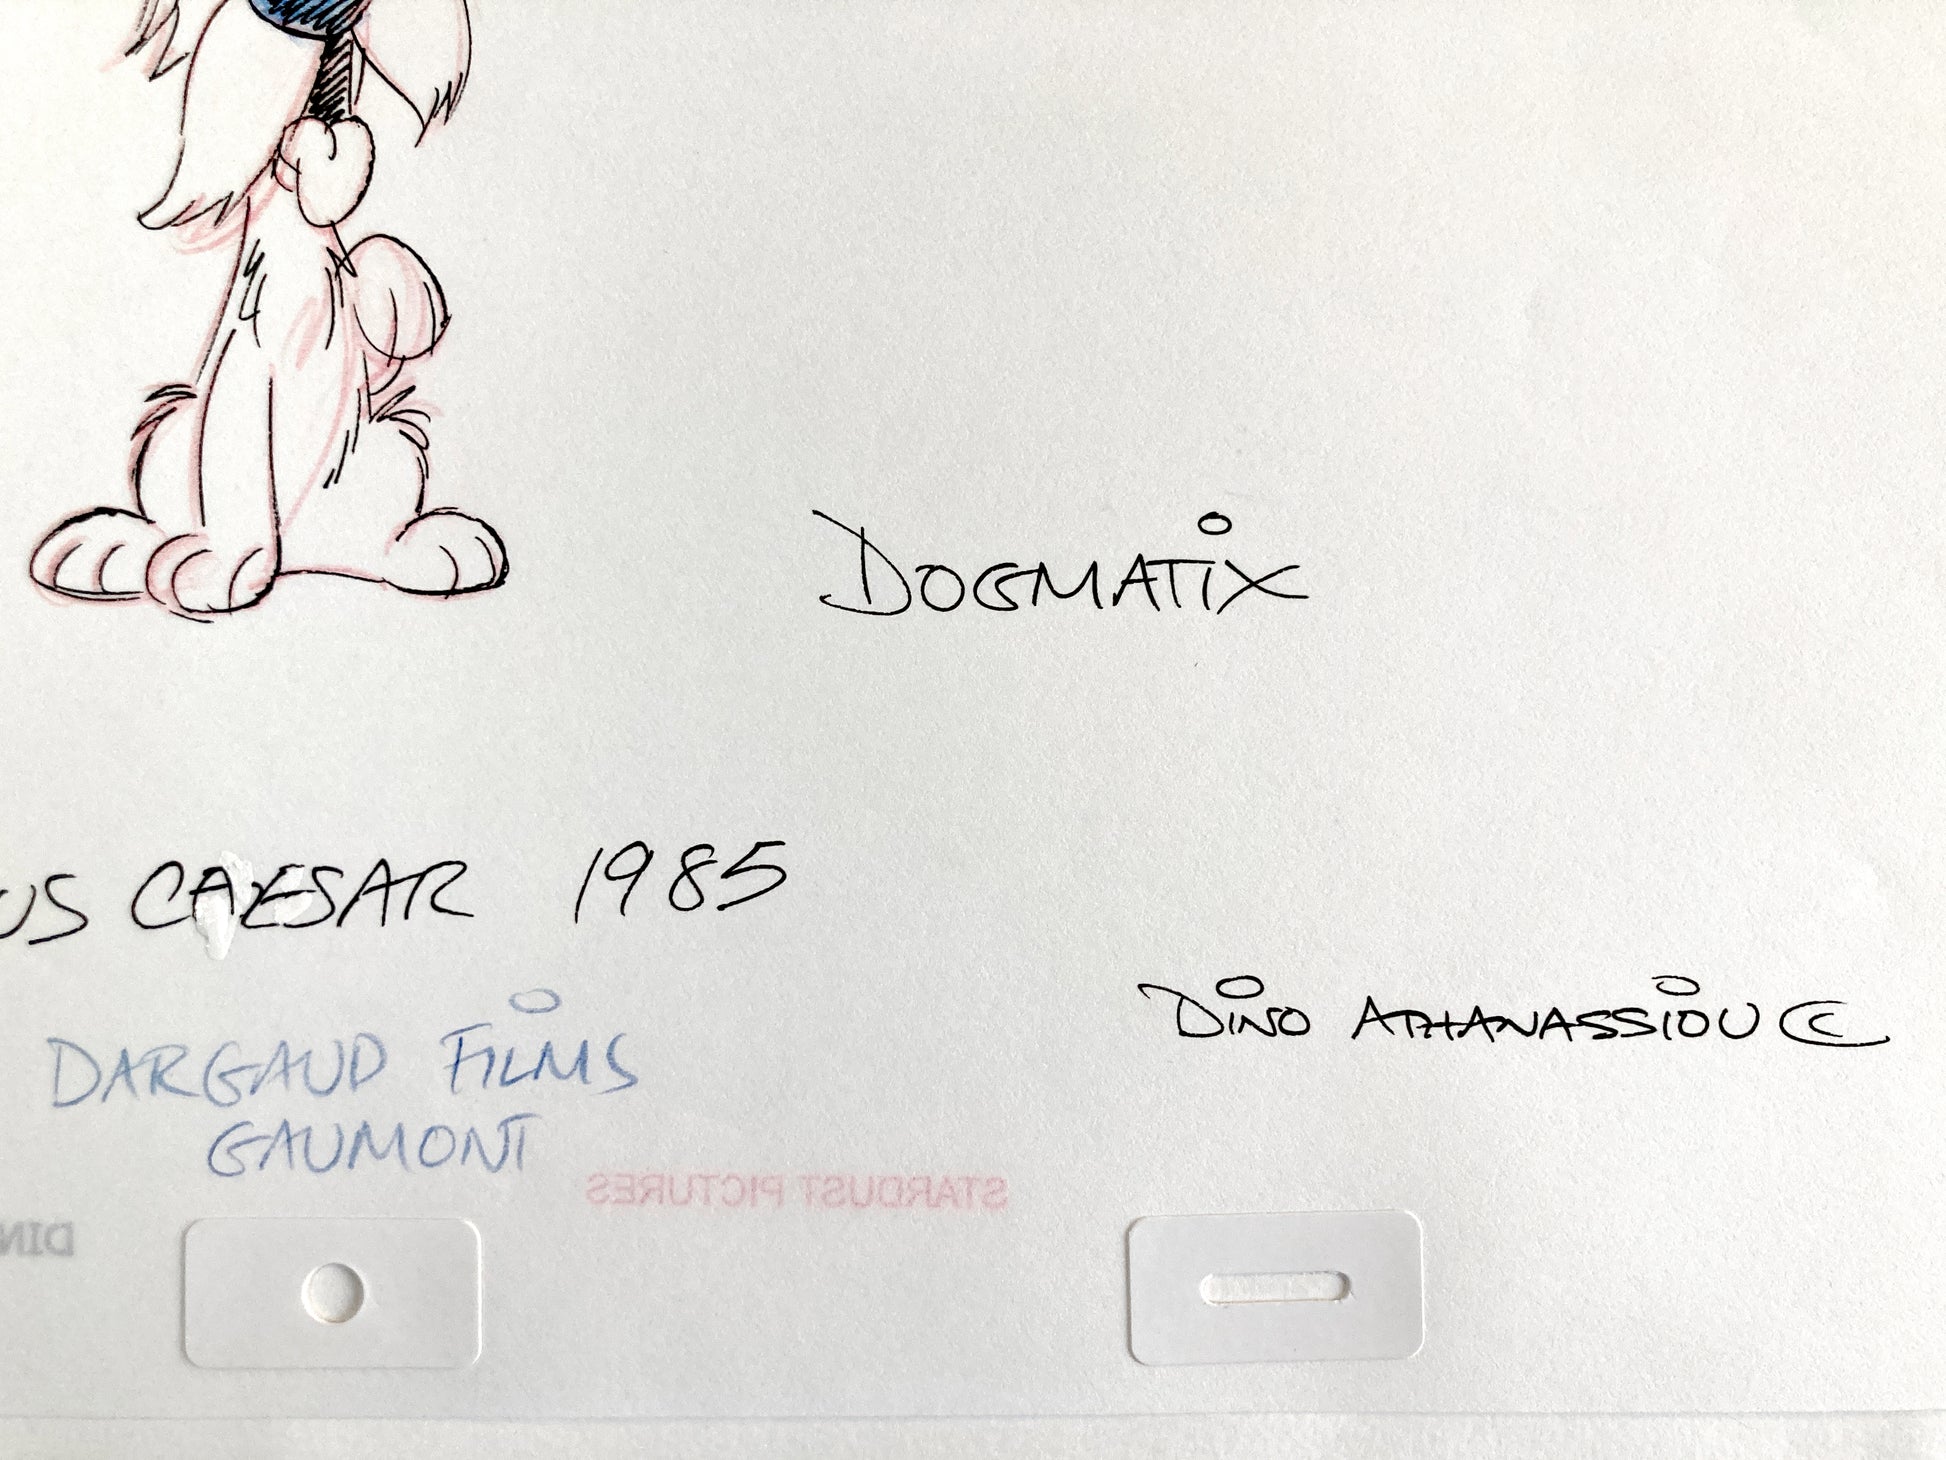 DOGMATIX
US CAESAR 1985
DINO ATHANASSIOU C
DARGAUD FILMS
GAUMONT
STARDUST PICTURES
DIN